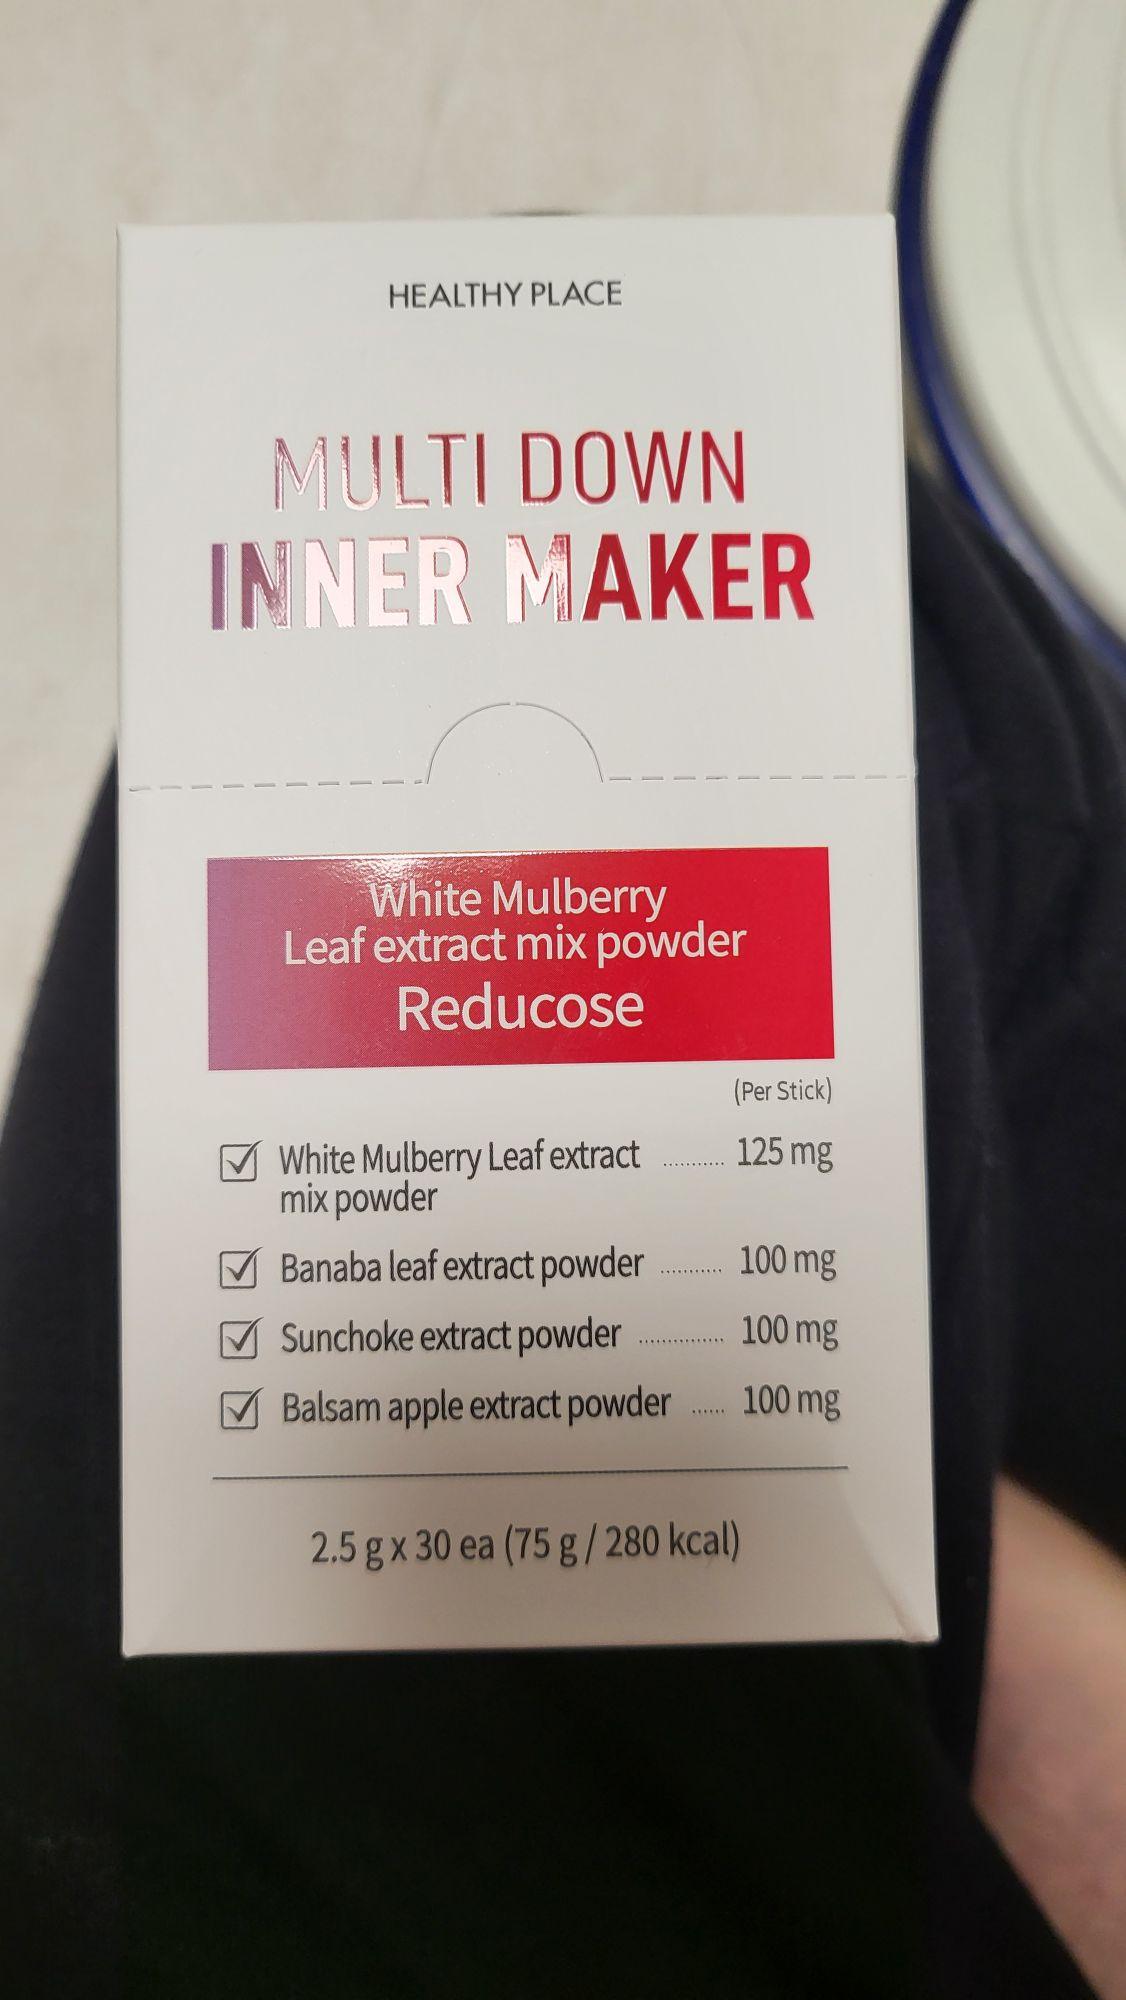 HEALTHY PLACE
MULTI DOWN
INNER MAKER
White Mulberry
Leaf extract mix powder
Reducose
(Per Stick)
White Mulberry Leaf extract .......... 125 mg
mix powder
Banaba leaf extract powder .......... 100 mg
Sunchoke extract powder .............. 100 mg
Balsam apple extract powder ...... 100 mg
2.5 g x 30 ea (75 g / 280 kcal)